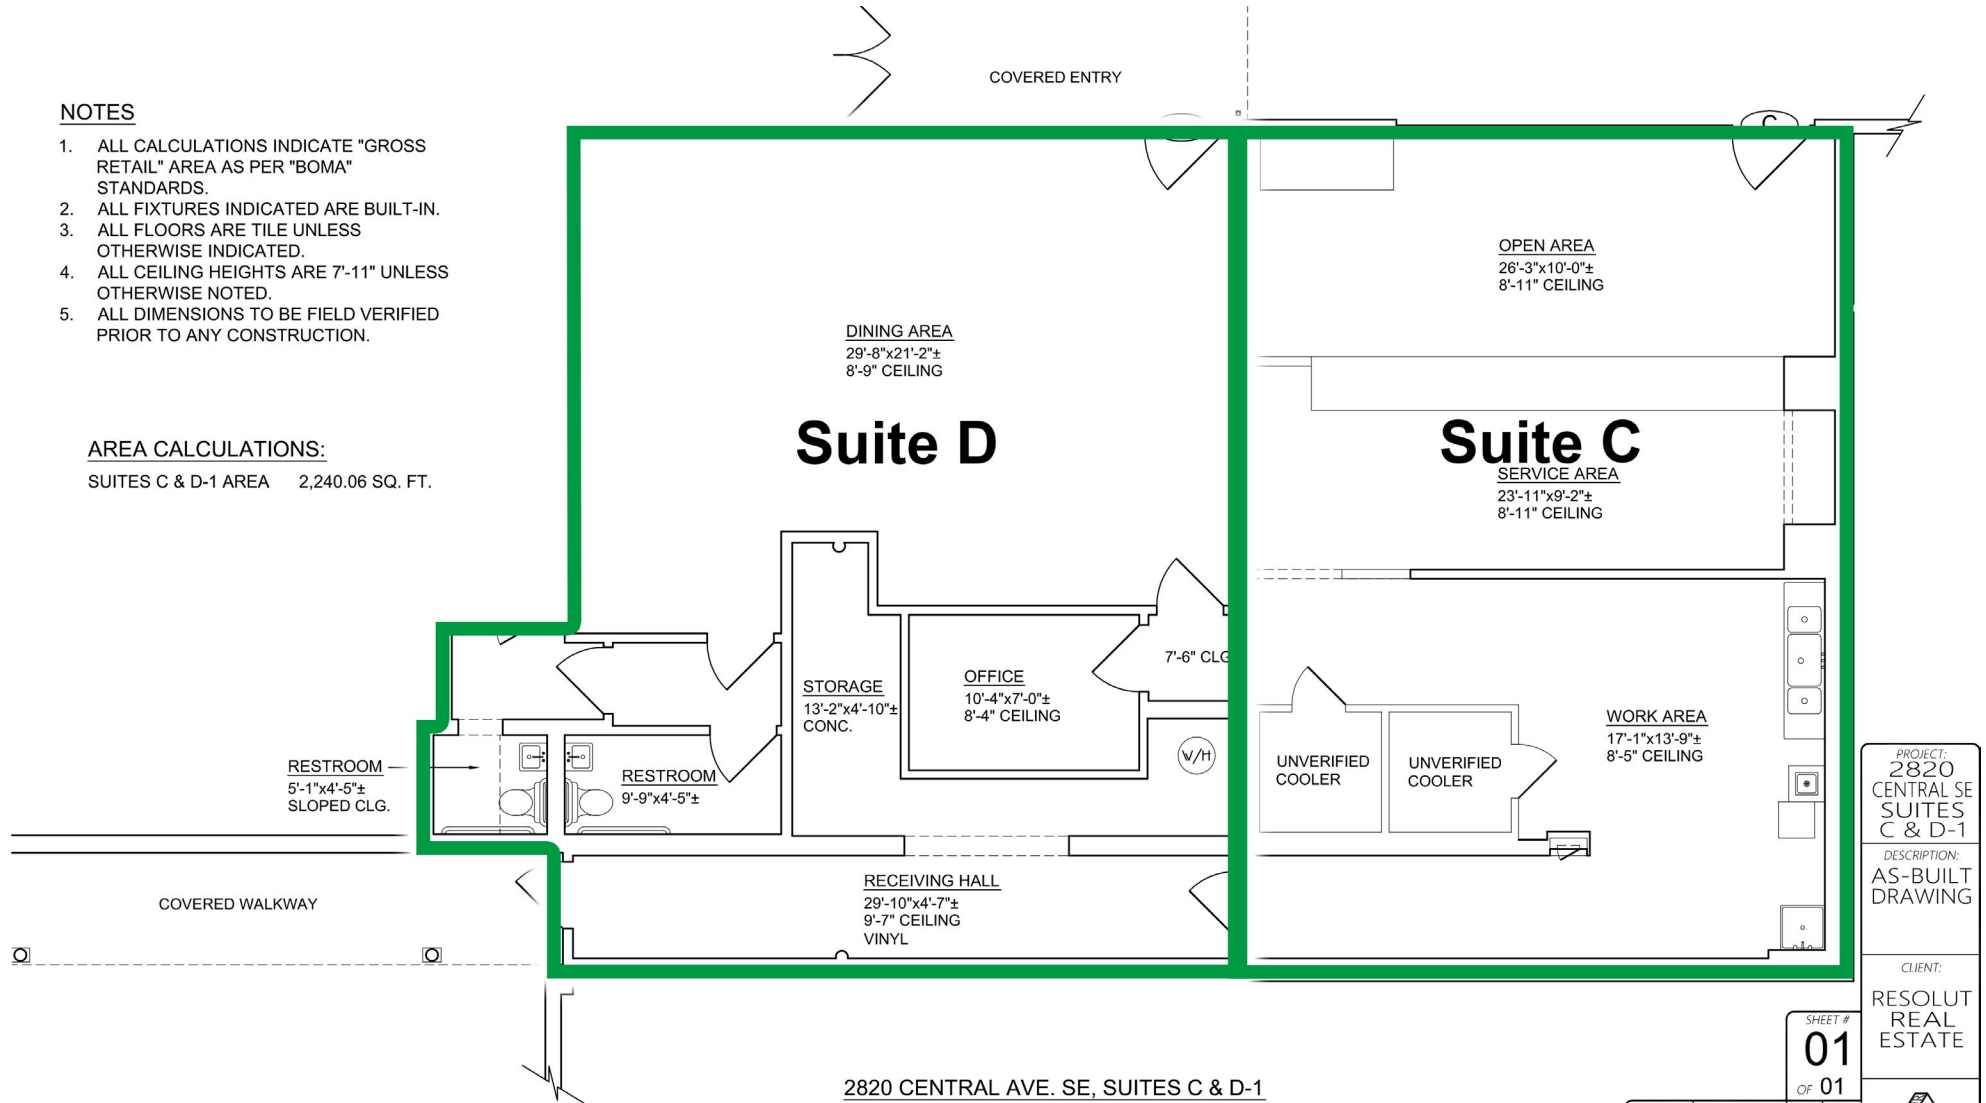 COVERED ENTRY
NOTES
1. ALL CALCULATIONS INDICATE "GROSS
RETAIL" AREA AS PER "BOMA"
STANDARDS.
2. ALL FIXTURES INDICATED ARE BUILT-IN.
3. ALL FLOORS ARE TILE UNLESS
OTHERWISE INDICATED.
4. ALL CEILING HEIGHTS ARE 7'-11" UNLESS
OTHERWISE NOTED.
5. ALL DIMENSIONS TO BE FIELD VERIFIED
PRIOR TO ANY CONSTRUCTION.
AREA CALCULATIONS:
SUITES C & D-1 AREA 2,240.06 SQ. FT.
C
OPEN AREA
26'-3"x10'-0"±
8'-11" CEILING
DINING AREA
29'-8"x21'-2"±
8'-9" CEILING
Suite D
Suite C
SERVICE AREA
23'-11"x9'-2"±
8'-11" CEILING
7'-6" CLG
STORAGE
13'-2"x4'-10"±
CONC.
OFFICE
10'-4"x7'-0"±
8'-4" CEILING
W/H
WORK AREA
17'-1"x13'-9"±
8'-5" CEILING
UNVERIFIED
COOLER
UNVERIFIED
COOLER
RESTROOM
5'-1"x4'-5"±
SLOPED CLG.
RESTROOM
9'-9"x4'-5"±
RECEIVING HALL
29'-10"x4'-7"±
9'-7" CEILING
VINYL
COVERED WALKWAY
PROJECT:
2820
CENTRAL SE
SUITES
C & D-1
DESCRIPTION:
AS-BUILT
DRAWING
CLIENT:
RESOLUT
REAL
ESTATE
SHEET #
01
OF 01
2820 CENTRAL AVE. SE, SUITES C & D-1